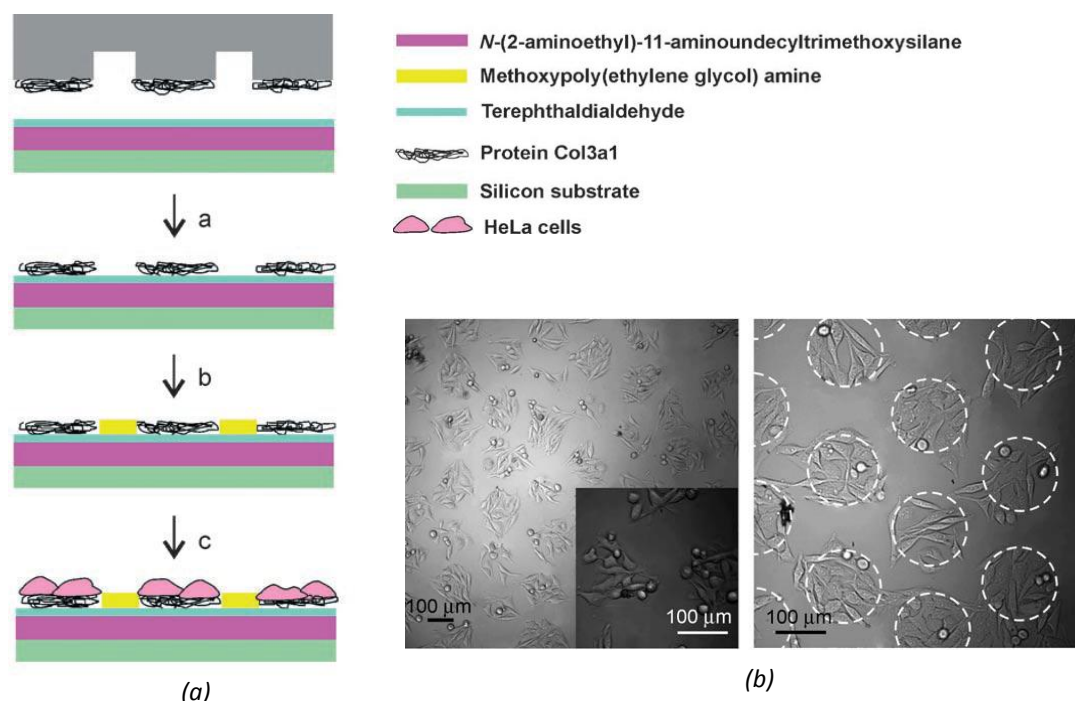 N-(2-aminoethyl)-11-aminoundecyltrimethoxysilane
Methoxypoly(ethylene glycol) amine
Terephthaldialdehyde
Protein Col3a1
Silicon substrate
HeLa cells
a
b
c
(a)
100 μm
100 μm
100 μm
(b)